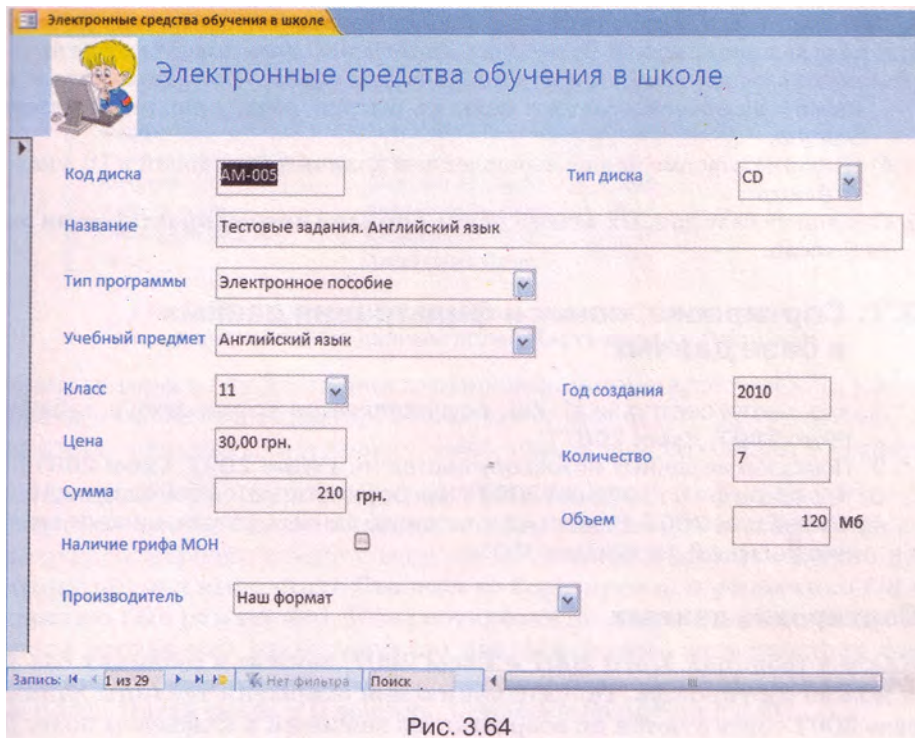 Электронные средства обучения в школе
Электронные средства обучения в школе
Код диска AM-005 Тип диска CD
Название Тестовые задания. Английский язык
Тип программы Электронное пособие
Учебный предмет Английский язык
Класс 11 Год создания 2010
Цена 30,00 грн. Количество 7
Сумма 210 грн. Объем 120 Мб
Наличие грифа МОН
Производитель Наш формат
Запись: 1 из 29 Нет фильтра Поиск
Рис. 3.64